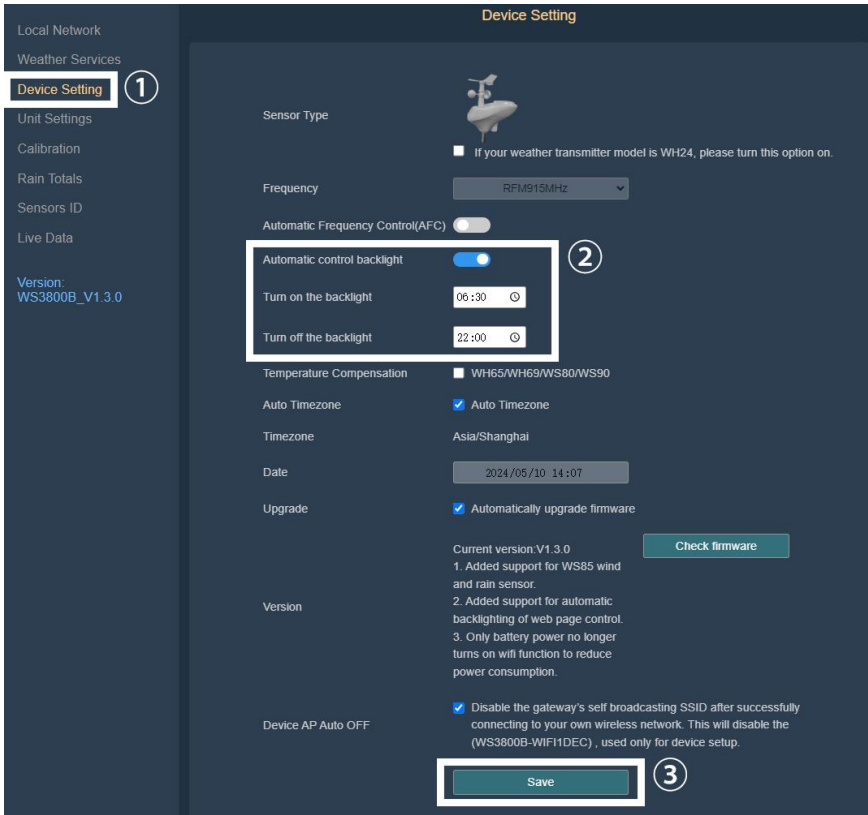 Device Setting
Local Network
Weather Services
Device Setting
①
Unit Settings
Calibration
Rain Totals
Sensors ID
Live Data
Version:
WS3800B_V1.3.0
Sensor Type
If your weather transmitter model is WH24, please turn this option on.
Frequency
RFM915MHz
Automatic Frequency Control(AFC)
Automatic control backlight
②
Turn on the backlight
06:30
Turn off the backlight
22:00
Temperature Compensation
WH65/WH69/WS80/WS90
Auto Timezone
Auto Timezone
Timezone
Asia/Shanghai
Date
2024/05/10 14:07
Upgrade
Automatically upgrade firmware
Version
Current version:V1.3.0
1. Added support for WS85 wind
and rain sensor.
2. Added support for automatic
backlighting of web page control.
3. Only battery power no longer
turns on wifi function to reduce
power consumption.
Check firmware
Device AP Auto OFF
Disable the gateway's self broadcasting SSID after successfully
connecting to your own wireless network. This will disable the
(WS3800B-WIFI1DEC) , used only for device setup.
Save
③